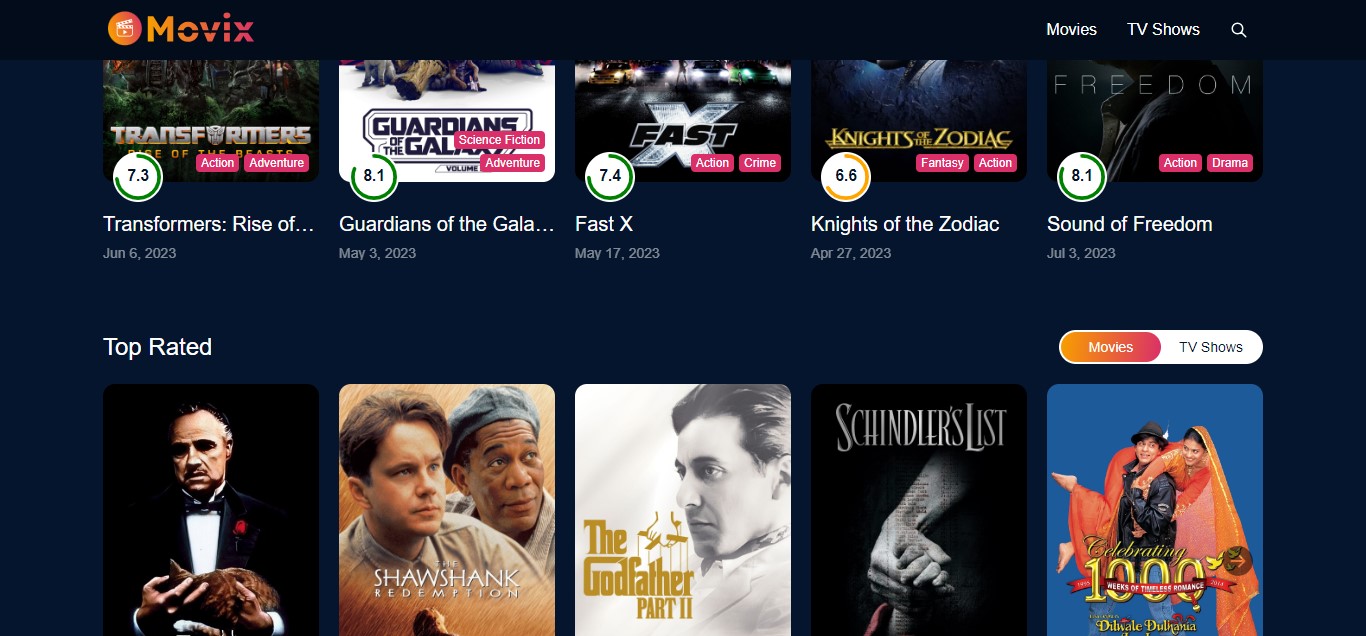 Movix
Movies
TV Shows
TRANSFORMERS
RISE OF THE BEASTS
Action
Adventure
7.3
GUARDIANS
OF THE
GALAXY
VOLUME
Science Fiction
Adventure
8.1
FAST X
Action
Crime
7.4
KNIGHTS OF THE ZODIAC
Fantasy
Action
6.6
FREEDOM
Action
Drama
8.1
Transformers: Rise of…
Guardians of the Gala…
Fast X
Knights of the Zodiac
Sound of Freedom
Jun 6, 2023
May 3, 2023
May 17, 2023
Apr 27, 2023
Jul 3, 2023
Top Rated
Movies
TV Shows
THE
SHAWSHANK
REDEMPTION
The
Godfather
PART II
SCHINDLER'S LIST
Celebrating
1000
1995
WEEKS OF TIMELESS ROMANCE
2014
Dilwale Dulhania